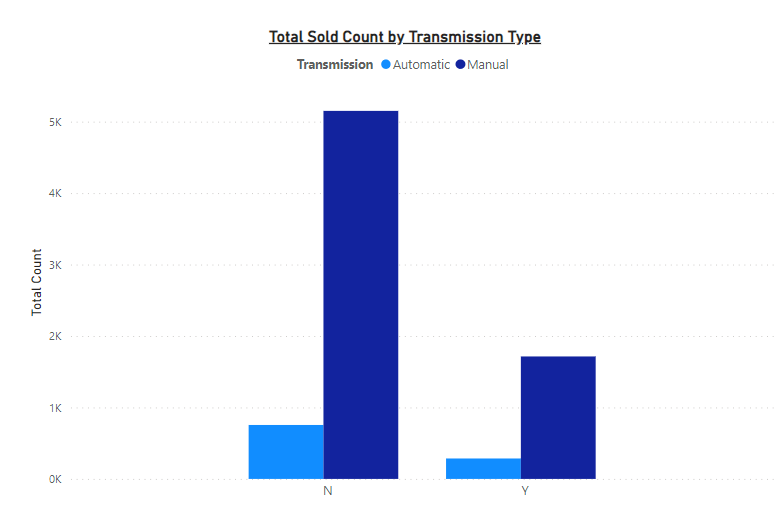 Total Sold Count by Transmission Type
Transmission Automatic Manual
5K
4K
3K
2K
1K
0K
Total Count
N Y